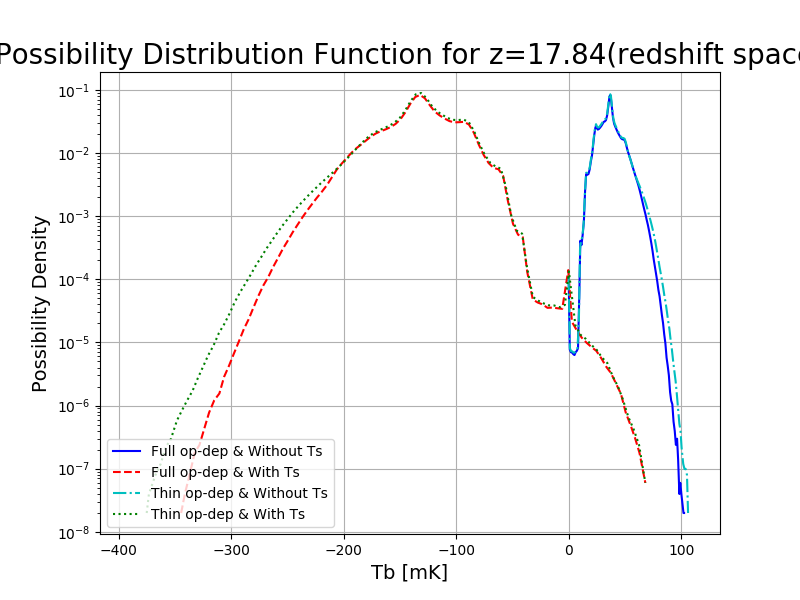 Possibility Distribution Function for z=17.84(redshift space
10⁻¹
10⁻²
10⁻³
10⁻⁴
10⁻⁵
10⁻⁶
10⁻⁷
10⁻⁸
Possibility Density
Full op-dep & Without Ts
Full op-dep & With Ts
Thin op-dep & Without Ts
Thin op-dep & With Ts
−400 −300 −200 −100 0 100
Tb [mK]